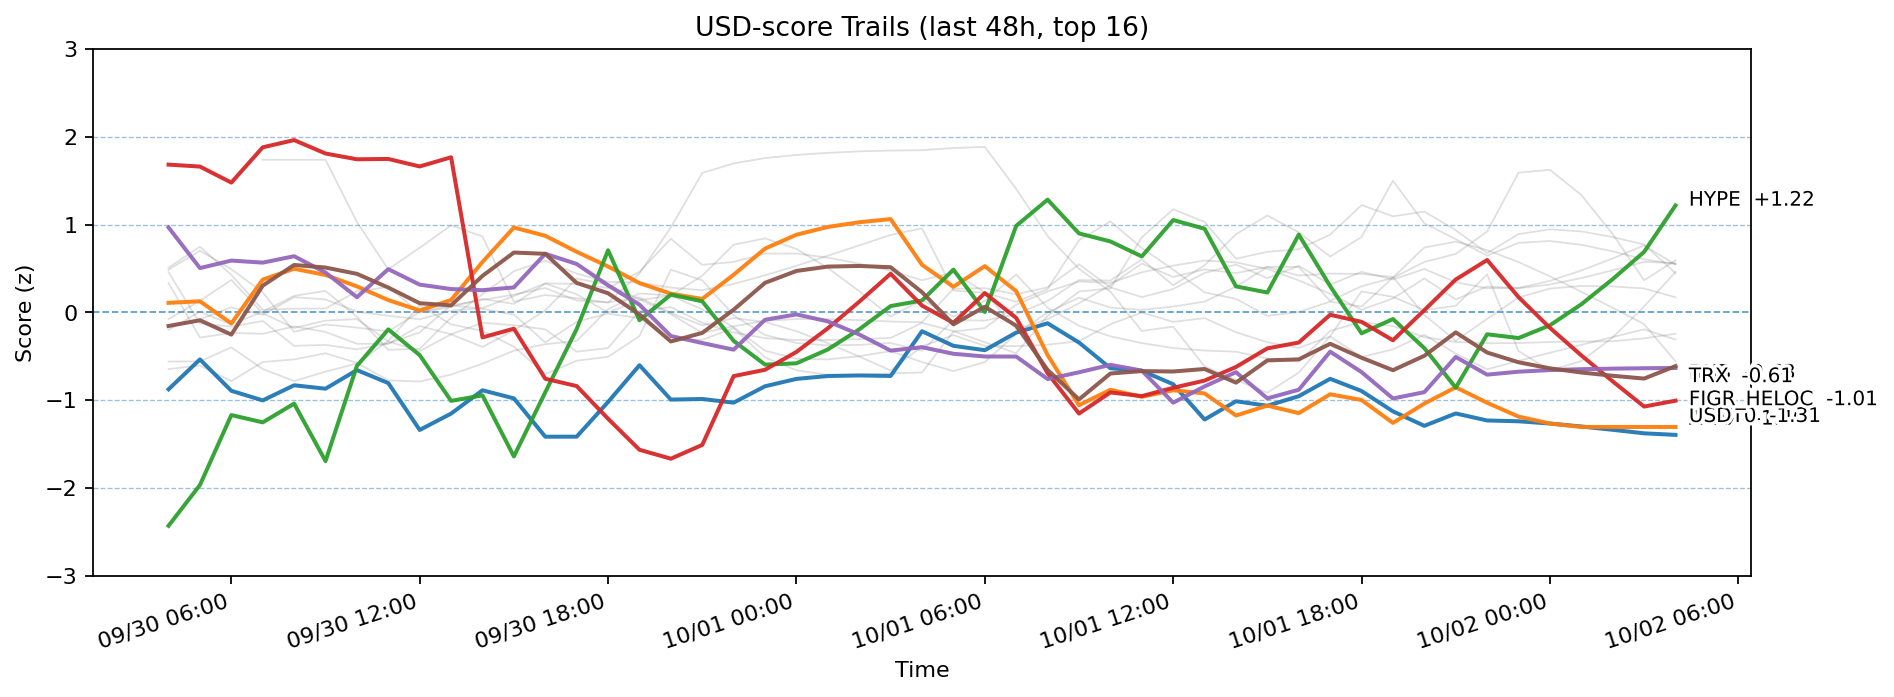 USD-score Trails (last 48h, top 16)
Score (z)
3
2
1
0
−1
−2
−3
HYPE +1.22
TRX -0.61
FIGR_HELOC -1.01
-1.31
09/30 06:00
09/30 12:00
09/30 18:00
10/01 00:00
10/01 06:00
10/01 12:00
10/01 18:00
10/02 00:00
10/02 06:00
Time